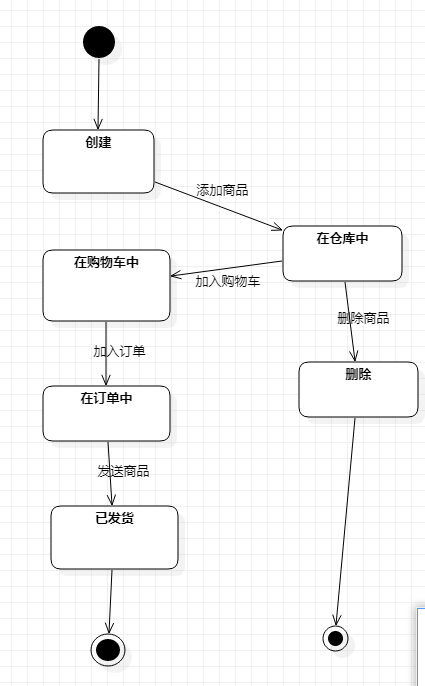 创建
添加商品
在仓库中
在购物车中
加入购物车
删除商品
加入订单
删除
在订单中
发送商品
已发货